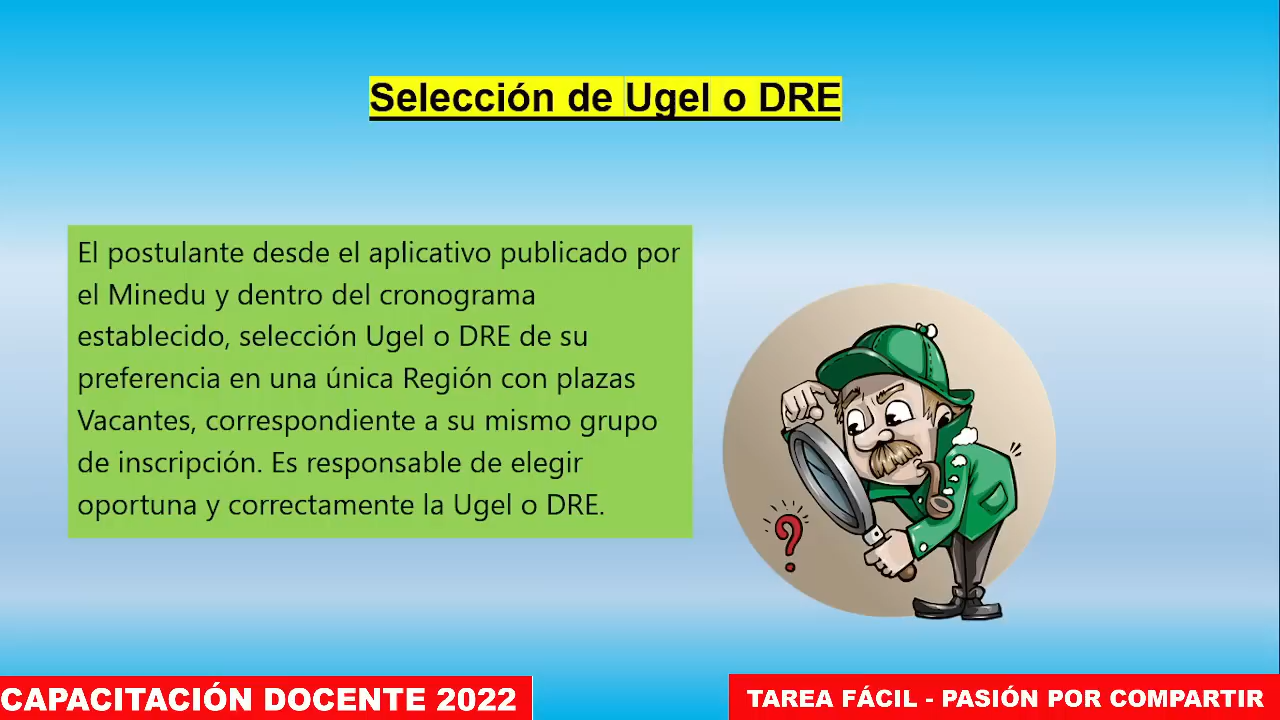 Selección de Ugel o DRE
El postulante desde el aplicativo publicado por
el Minedu y dentro del cronograma
establecido, selección Ugel o DRE de su
preferencia en una única Región con plazas
Vacantes, correspondiente a su mismo grupo
de inscripción. Es responsable de elegir
oportuna y correctamente la Ugel o DRE.
?
CAPACITACIÓN DOCENTE 2022
TAREA FÁCIL - PASIÓN POR COMPARTIR